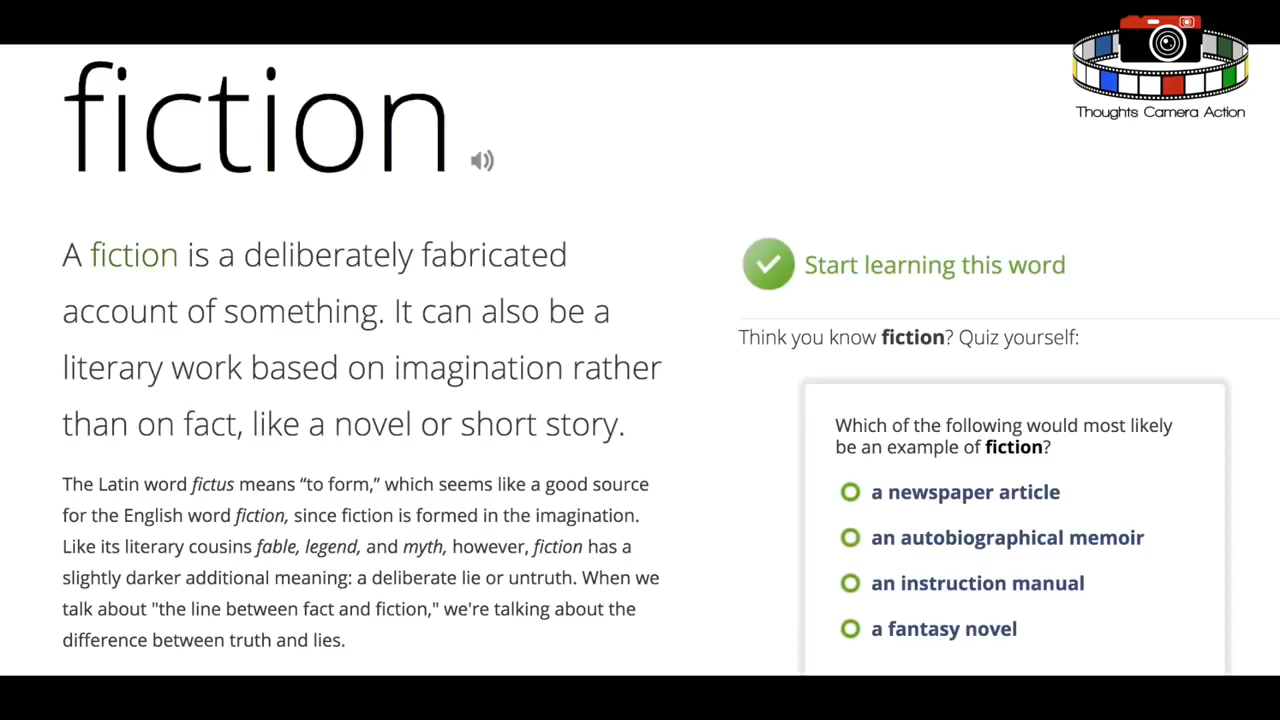 Thoughts Camera Action
fiction
A fiction is a deliberately fabricated
account of something. It can also be a
literary work based on imagination rather
than on fact, like a novel or short story.
The Latin word fictus means “to form,” which seems like a good source
for the English word fiction, since fiction is formed in the imagination.
Like its literary cousins fable, legend, and myth, however, fiction has a
slightly darker additional meaning: a deliberate lie or untruth. When we
talk about "the line between fact and fiction," we're talking about the
difference between truth and lies.
Start learning this word
Think you know fiction? Quiz yourself:
Which of the following would most likely
be an example of fiction?
a newspaper article
an autobiographical memoir
an instruction manual
a fantasy novel